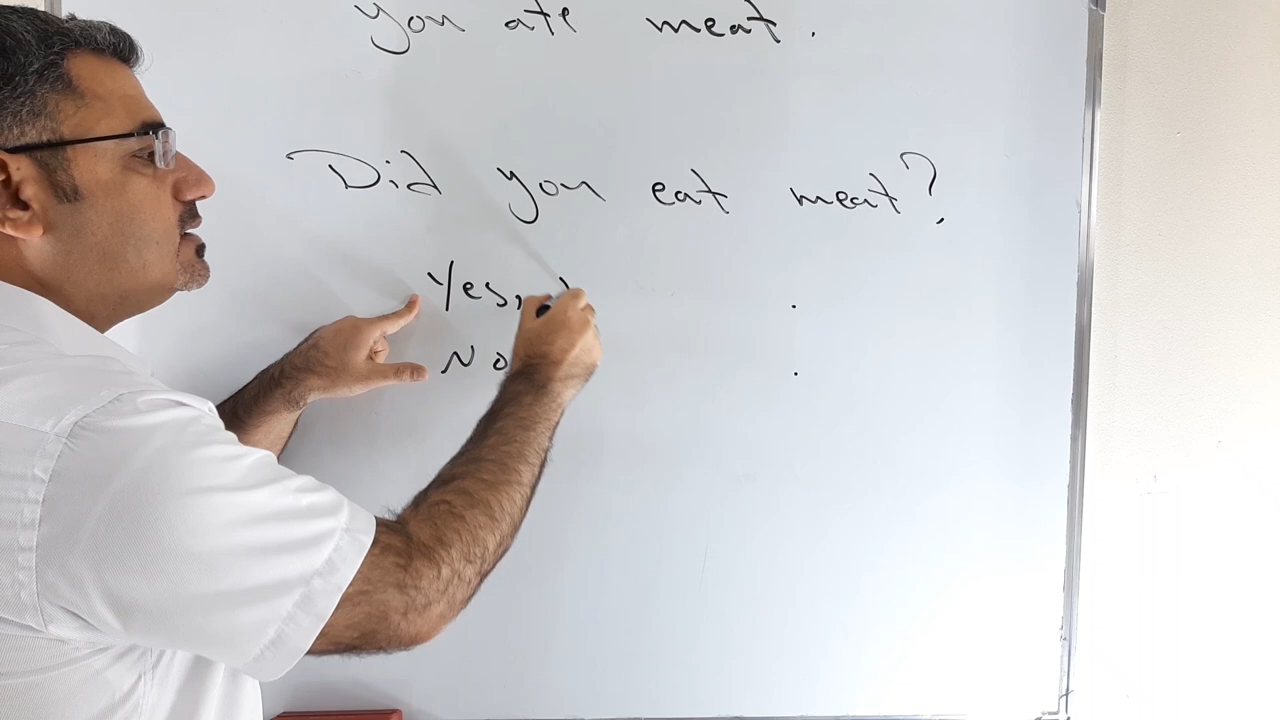 you ate meat.
Did you eat meat?
Yes, .
No .